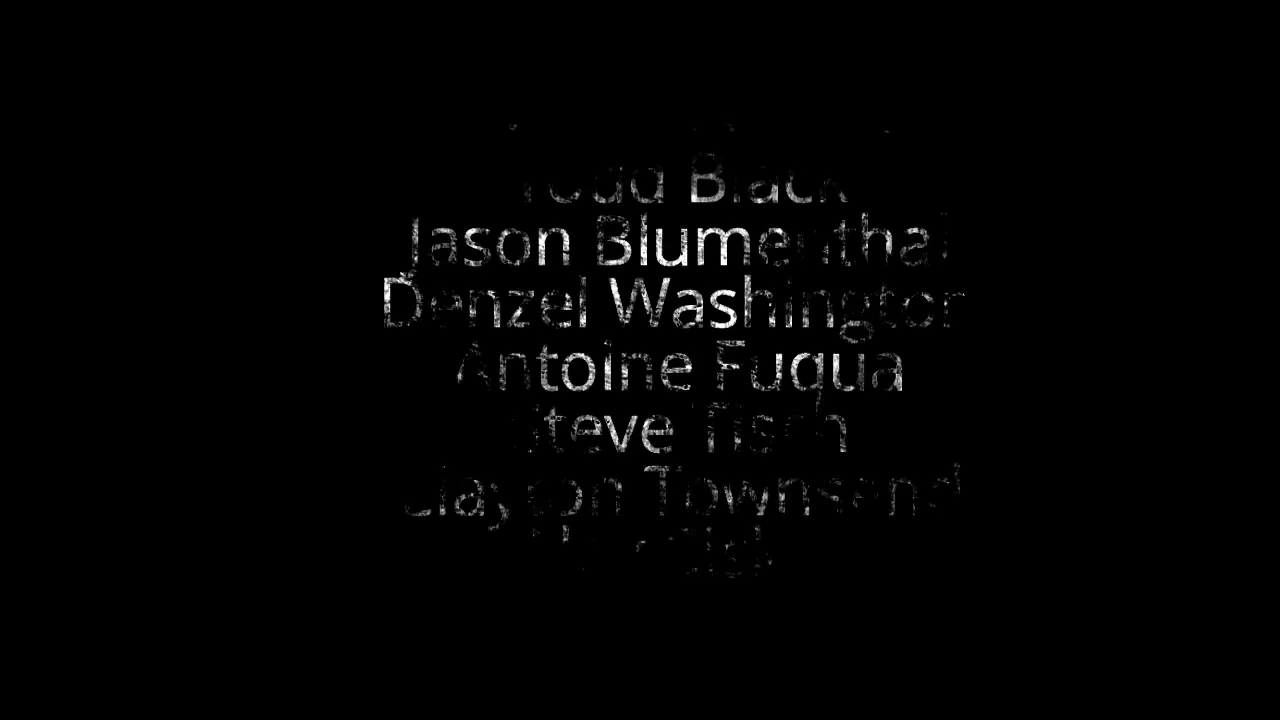 Todd Black
Jason Blumenthal
Denzel Washington
Antoine Fuqua
Steve Tisch
Clayton Townsend